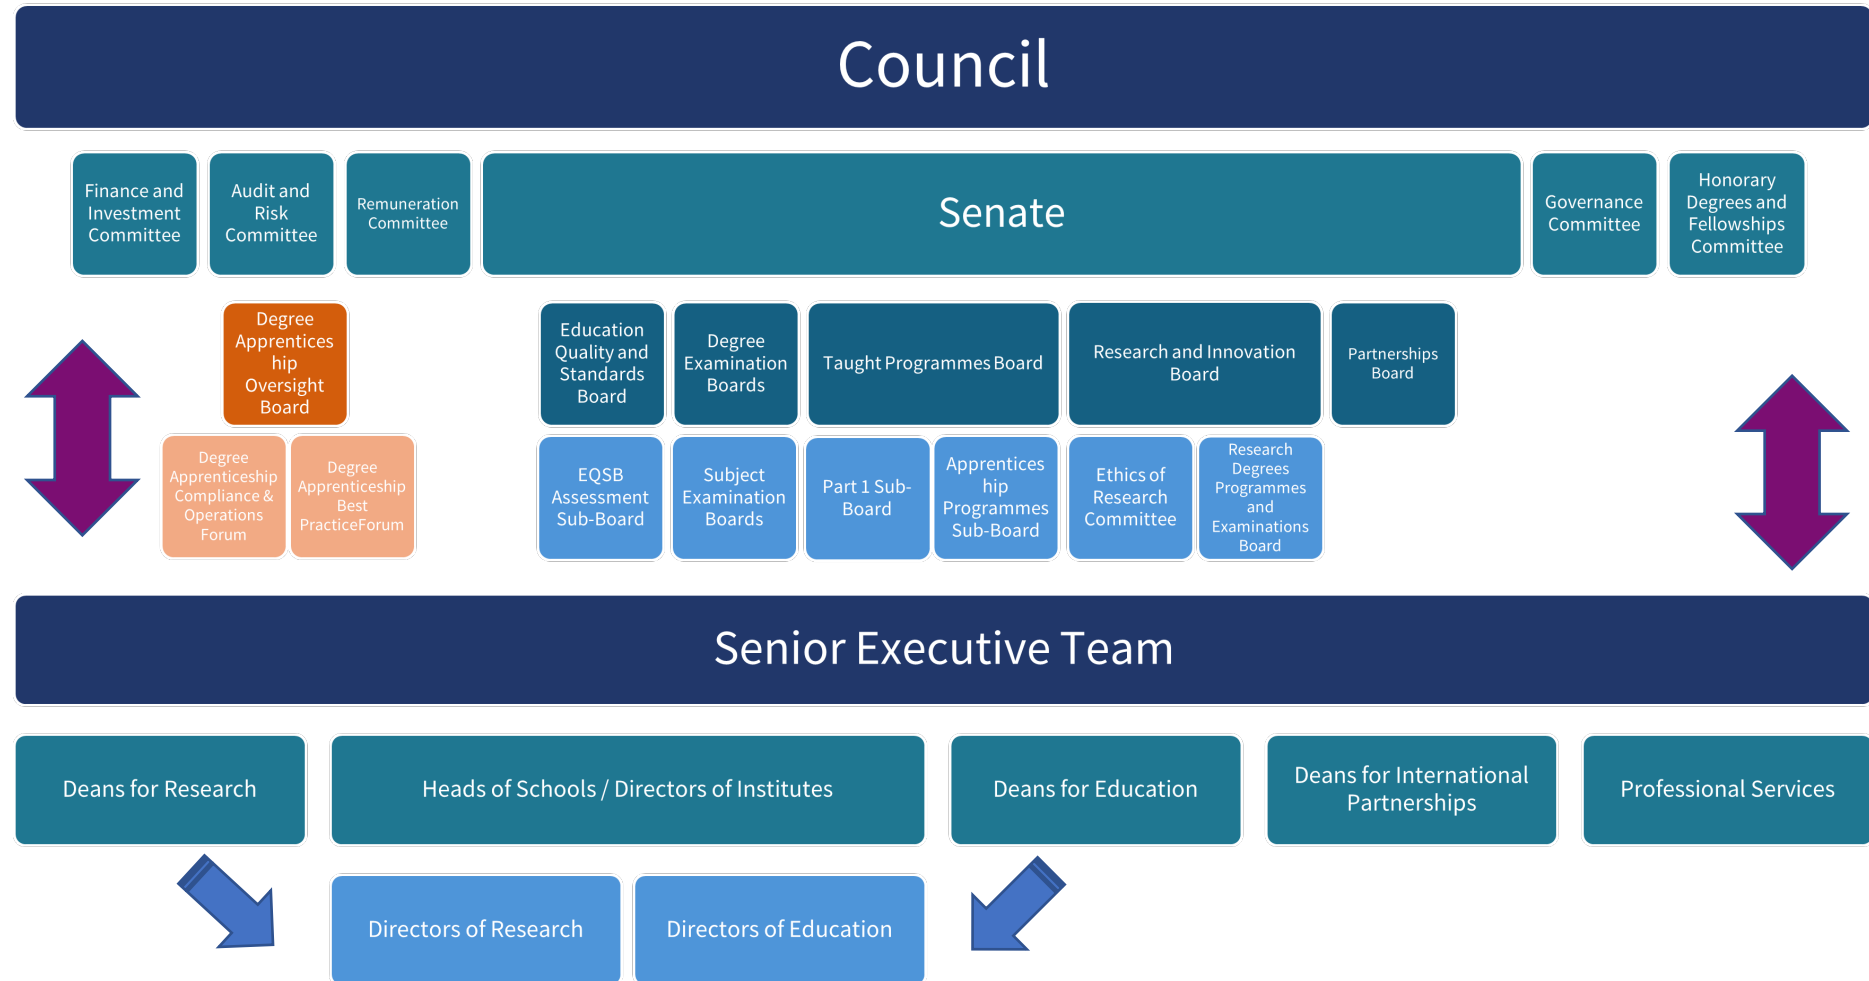 Council
Finance and
Investment
Committee
Audit and
Risk
Committee
Remuneration
Committee
Senate
Governance
Committee
Honorary
Degrees and
Fellowships
Committee
Degree
Apprentices
hip
Oversight
Board
Education
Quality and
Standards
Board
Degree
Examination
Boards
Taught Programmes Board
Research and Innovation
Board
Partnerships
Board
Degree
Apprenticeship
Compliance &
Operations
Forum
Degree
Apprenticeship
Best
PracticeForum
EQSB
Assessment
Sub-Board
Subject
Examination
Boards
Part 1 Sub-
Board
Apprentices
hip
Programmes
Sub-Board
Ethics of
Research
Committee
Research
Degrees
Programmes
and
Examinations
Board
Senior Executive Team
Deans for Research
Heads of Schools / Directors of Institutes
Deans for Education
Deans for International
Partnerships
Professional Services
Directors of Research
Directors of Education